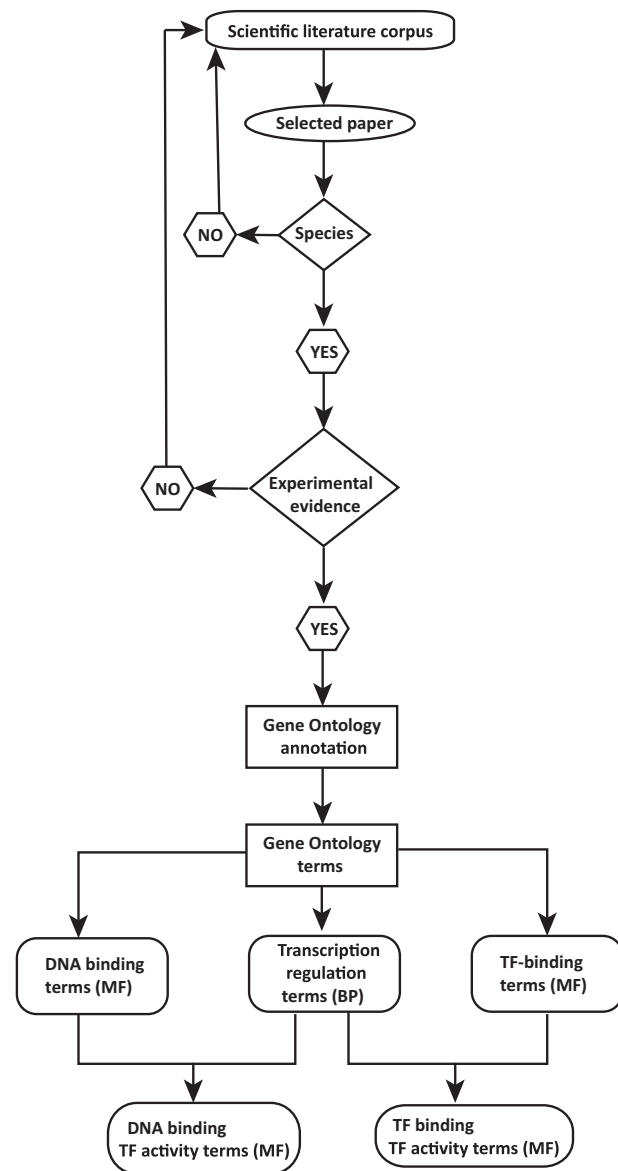 Scientific literature corpus
Selected paper
Species
NO
YES
Experimental
evidence
NO
YES
Gene Ontology
annotation
Gene Ontology
terms
DNA binding
terms (MF)
Transcription
regulation
terms (BP)
TF-binding
terms (MF)
DNA binding
TF activity terms (MF)
TF binding
TF activity terms (MF)